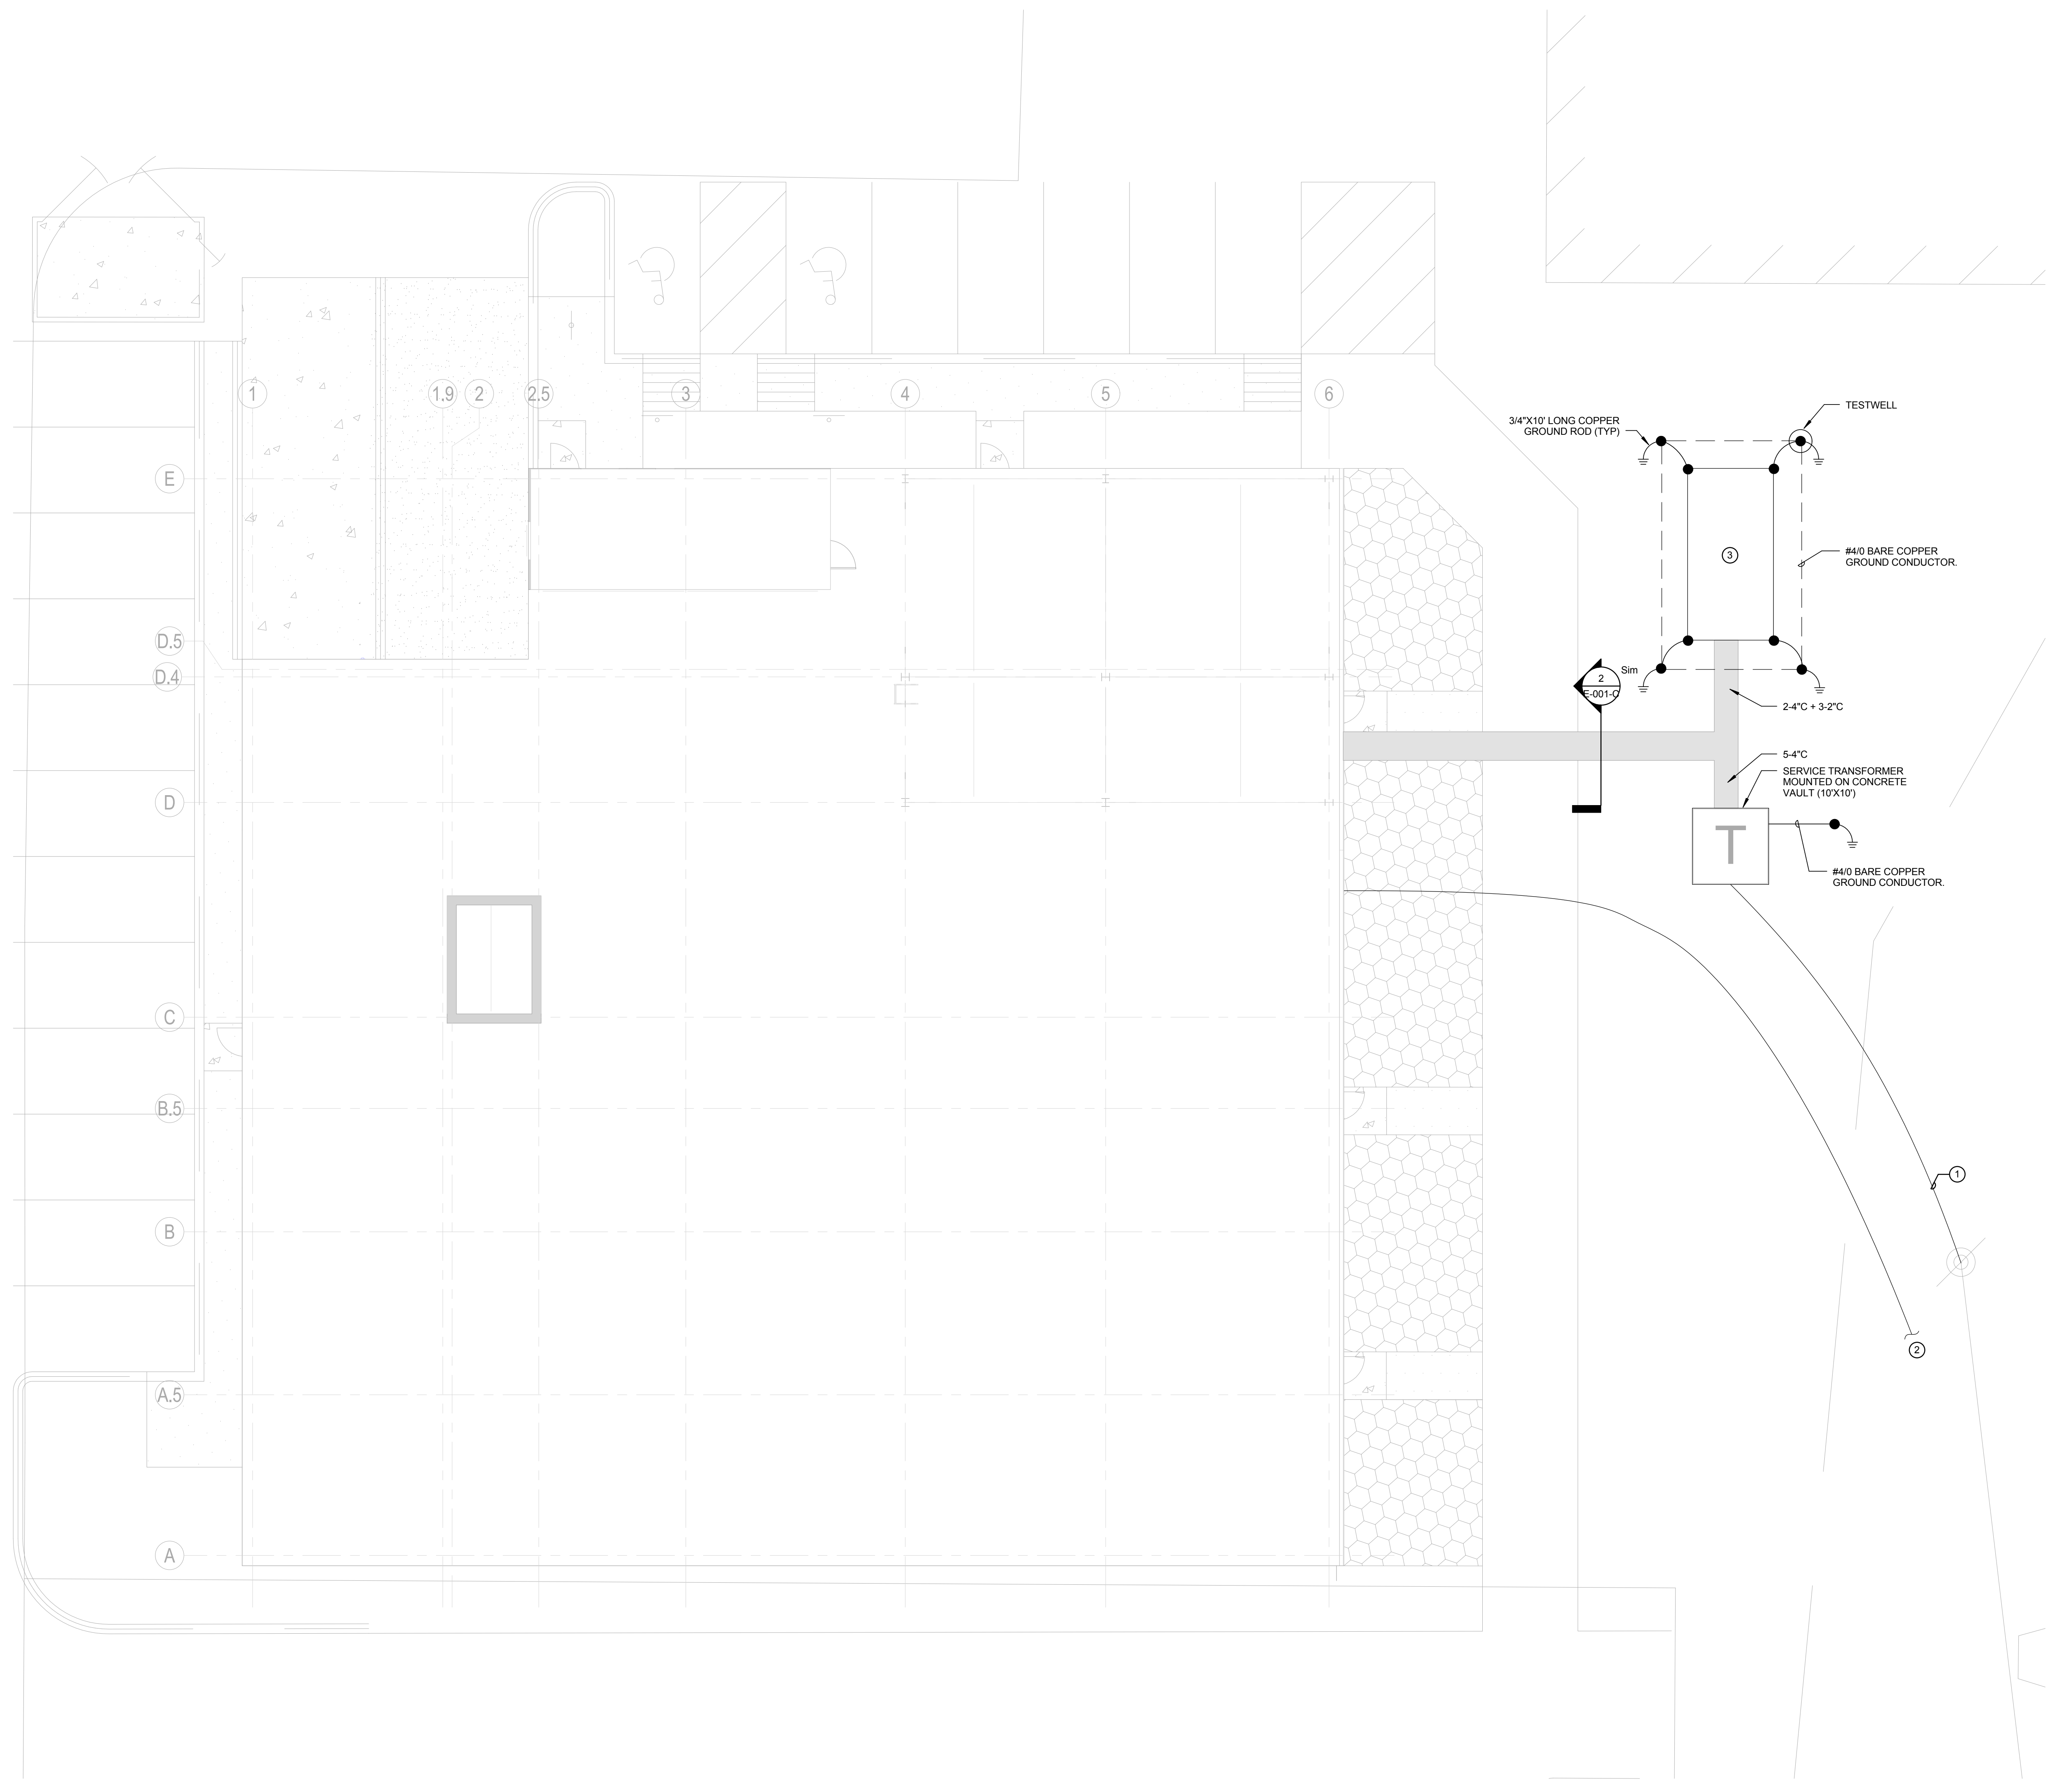 1
1.9
2
2.5
3
4
5
6
TESTWELL
3/4"X10' LONG COPPER
GROUND ROD (TYP)
E
3
#4/0 BARE COPPER
GROUND CONDUCTOR.
D.5
D.4
Sim
2
E-001-C
2-4"C + 3-2"C
5-4"C
SERVICE TRANSFORMER
MOUNTED ON CONCRETE
VAULT (10'X10')
D
T
#4/0 BARE COPPER
GROUND CONDUCTOR.
C
B.5
1
B
2
A.5
A